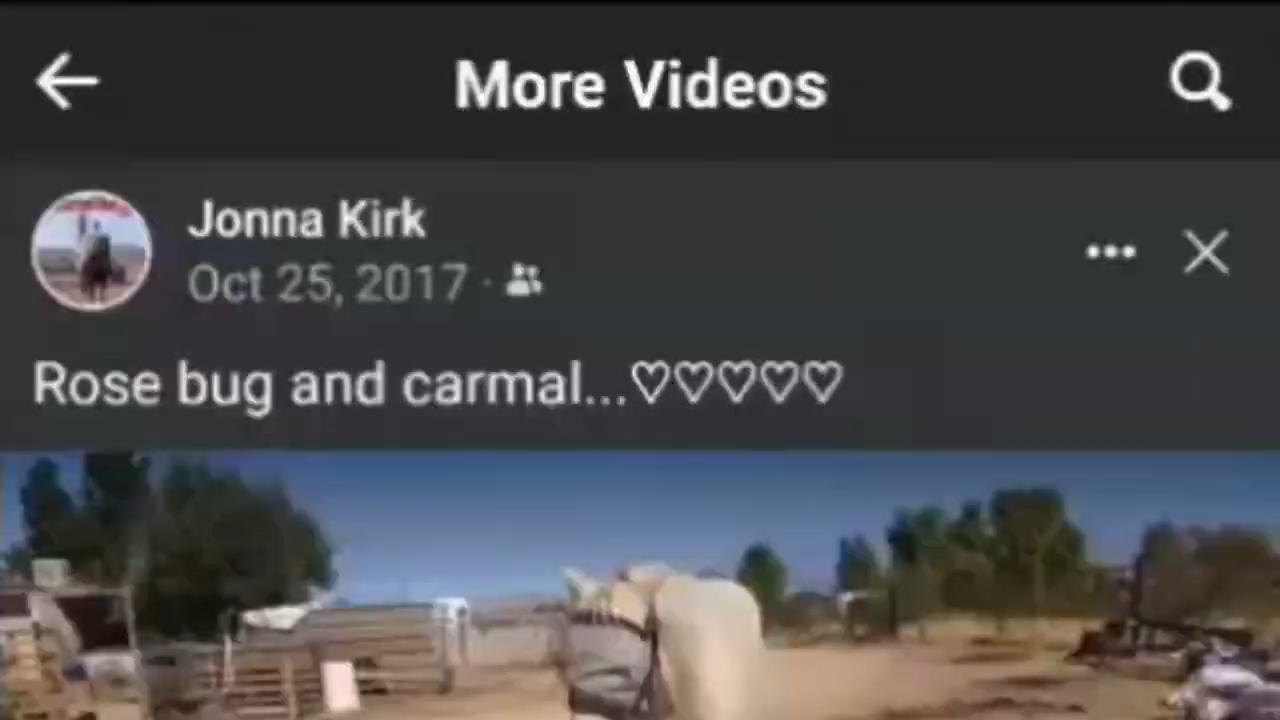 More Videos
Jonna Kirk
Oct 25, 2017 ·
Rose bug and carmal...♡♡♡♡♡